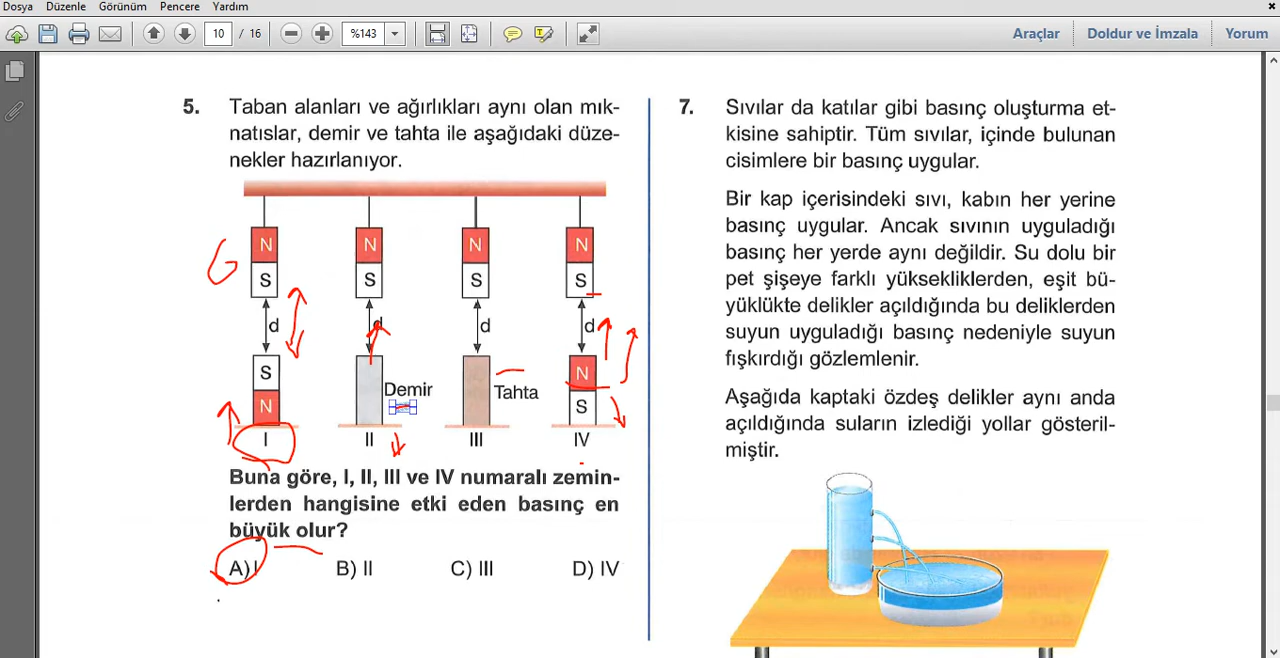 Dosya Düzenle Görünüm Pencere Yardım
10 / 16 %143 Araçlar Doldur ve İmzala Yorum
5. Taban alanları ve ağırlıkları aynı olan mık-
natıslar, demir ve tahta ile aşağıdaki düze-
nekler hazırlanıyor.
N N N N
S S S S
d d d d
S N
Demir Tahta
N S
I II III IV
G
Buna göre, I, II, III ve IV numaralı zemin-
lerden hangisine etki eden basınç en
büyük olur?
A) I B) II C) III D) IV
7. Sıvılar da katılar gibi basınç oluşturma et-
kisine sahiptir. Tüm sıvılar, içinde bulunan
cisimlere bir basınç uygular.
Bir kap içerisindeki sıvı, kabın her yerine
basınç uygular. Ancak sıvının uyguladığı
basınç her yerde aynı değildir. Su dolu bir
pet şişeye farklı yüksekliklerden, eşit bü-
yüklükte delikler açıldığında bu deliklerden
suyun uyguladığı basınç nedeniyle suyun
fışkırdığı gözlemlenir.
Aşağıda kaptaki özdeş delikler aynı anda
açıldığında suların izlediği yollar gösteril-
miştir.